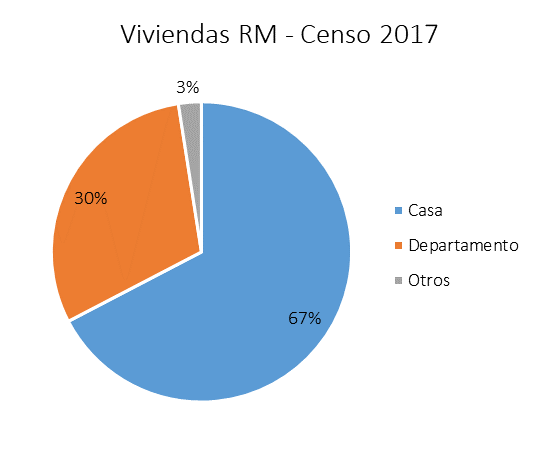 Viviendas RM - Censo 2017
3%
30%
67%
Casa
Departamento
Otros